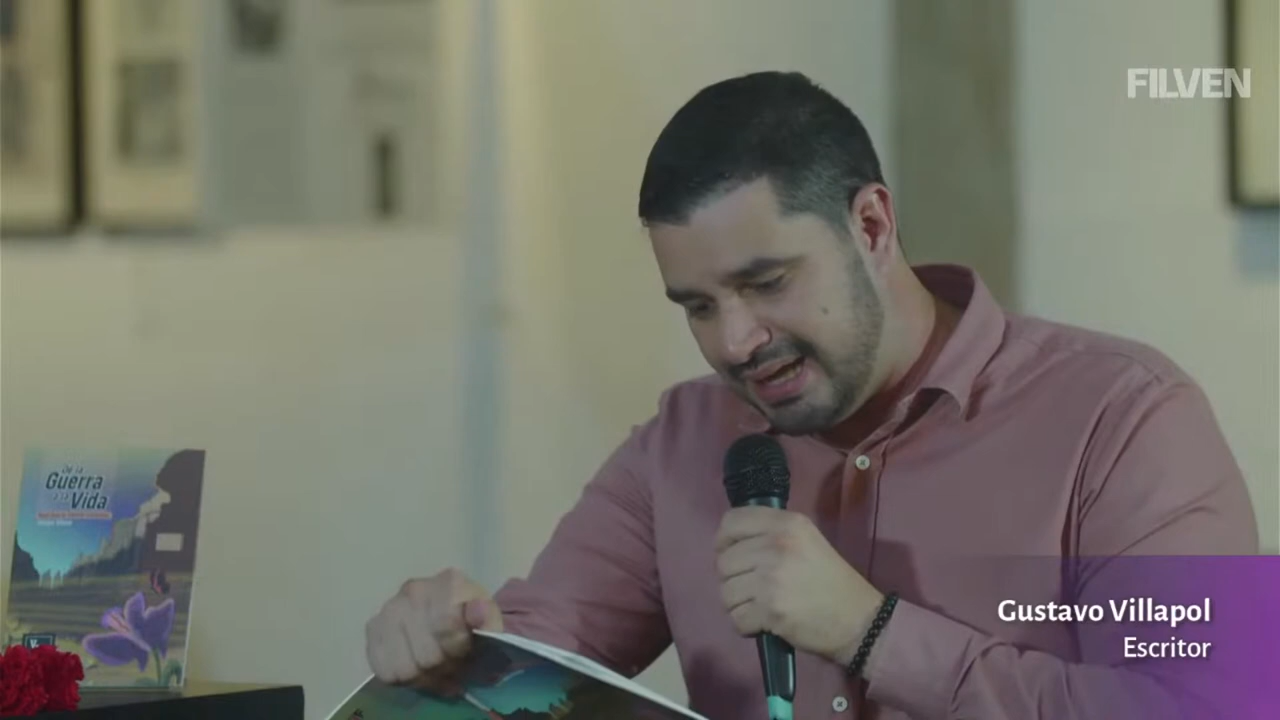 FILVEN
De la
Guerra
a la
Vida
Gustavo Villapol
Escritor